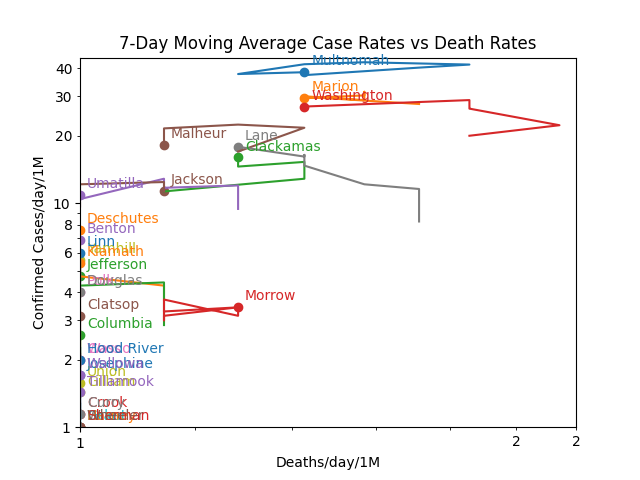 7-Day Moving Average Case Rates vs Death Rates
Multnomah
Marion
Washington
Malheur
Lane
Clackamas
Umatilla
Jackson
Deschutes
Benton
Linn
Klamath
Jefferson
Douglas
Morrow
Clatsop
Columbia
Hood River
Josephine
Union
Tillamook
Crook
Sherman
40
30
20
10
8
6
4
3
2
1
1
2
2
Confirmed Cases/day/1M
Deaths/day/1M